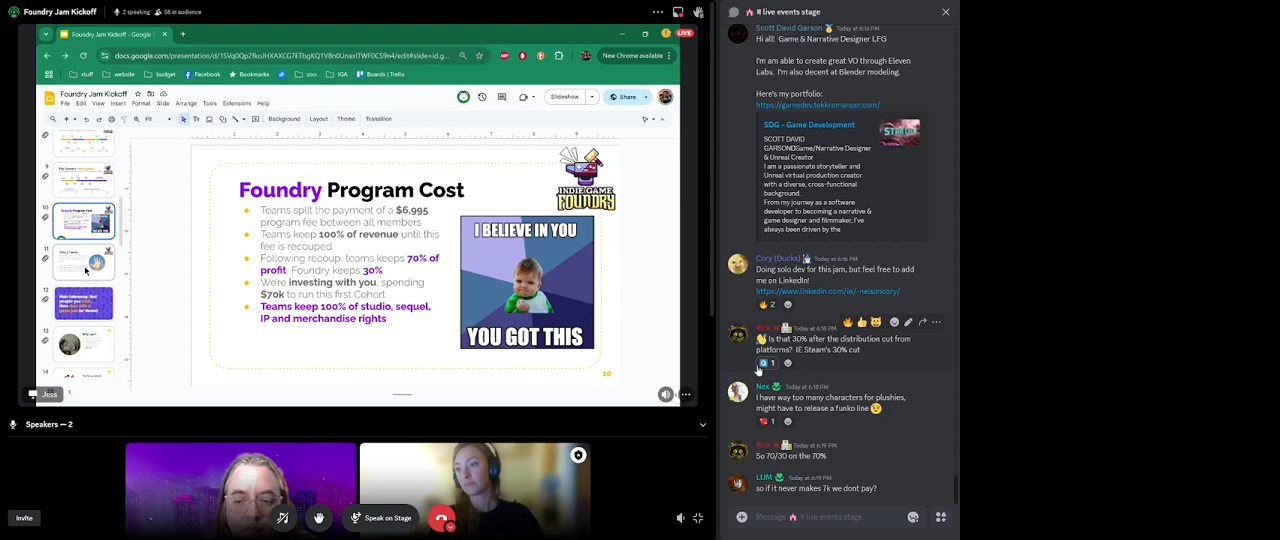 Foundry Jam Kickoff
2 speaking
58 in audience
Foundry Jam Kickoff - Google S
LIVE
New Chrome available
stuff
website
budget
Facebook
Bookmarks
zoo
IGA
Boards | Trello
Foundry Jam Kickoff
File Edit View Insert Format Slide Arrange Tools Extensions Help
Slideshow
Share
Fit
Background Layout Theme Transition
9
10
11
12
13
14
Foundry Program Cost
INDIE GAME
FOUNDRY
Teams split the payment of a $6,995
program fee between all members
Teams keep 100% of revenue until this
fee is recouped
Following recoup, teams keeps 70% of
profit, Foundry keeps 30%
We're investing with you, spending
$70k to run this first Cohort
Teams keep 100% of studio, sequel,
IP and merchandise rights
I BELIEVE IN YOU
YOU GOT THIS
10
Jess
Speakers — 2
Invite
Speak on Stage
live events stage
Scott David Garson Today at 6:16 PM
Hi all! Game & Narrative Designer LFG
I'm am able to create great VO through Eleven
Labs. I'm also decent at Blender modeling.
Here's my portfolio:
https://gamedev.tekkromancer.com/
SDG - Game Development
SCOTT DAVID
GARSONGame/Narrative Designer
& Unreal Creator
I am a passionate storyteller and
Unreal virtual production creator
with a diverse, cross-functional
background.
From my journey as a software
developer to becoming a narrative &
game designer and filmmaker, I've
always been driven by the
Cory (Ducks) Today at 6:16 PM
Doing solo dev for this jam, but feel free to add
me on LinkedIn!
https://www.linkedin.com/in/-nelsoncory/
2
Today at 6:18 PM
Is that 30% after the distribution cut from
platforms? IE Steam's 30% cut
1
Nex Today at 6:18 PM
I have way too many characters for plushies,
might have to release a funko line
1
Today at 6:19 PM
So 70/30 on the 70%
LUM Today at 6:19 PM
so if it never makes 7k we dont pay?
Message
live events stage